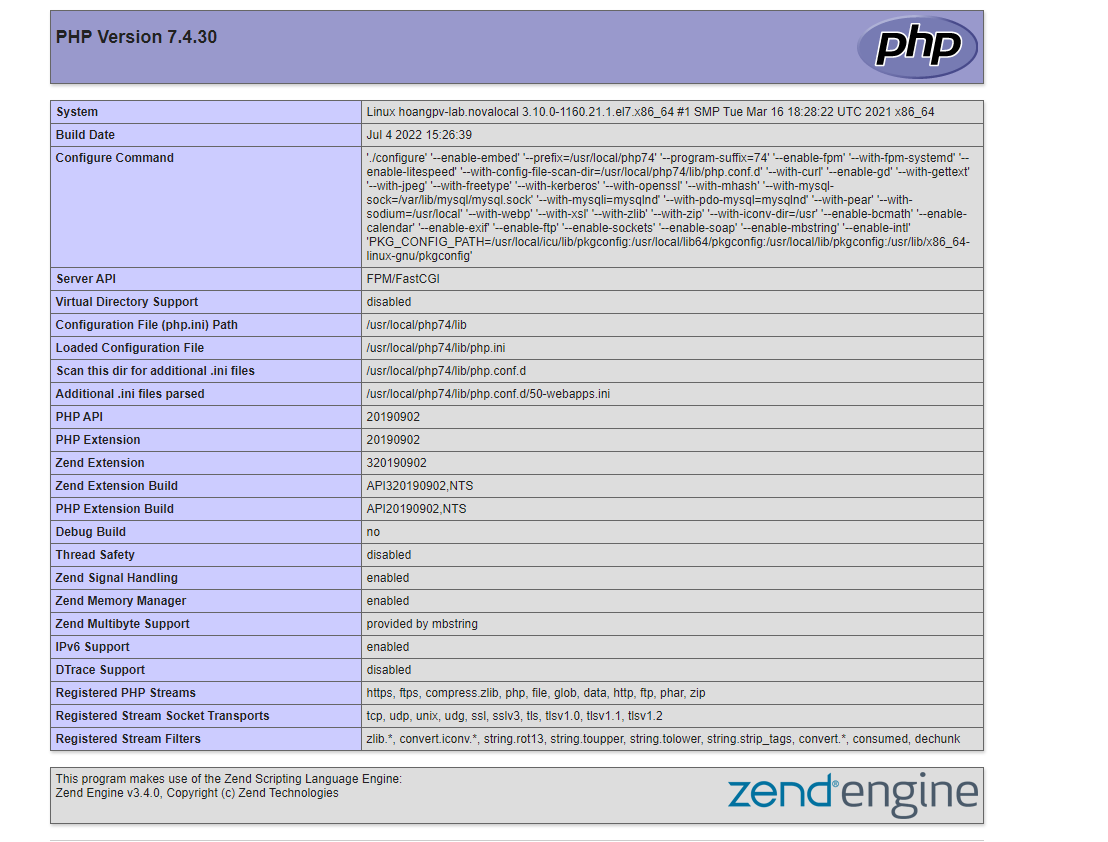 PHP Version 7.4.30
php
System Linux hoangpv-lab.novalocal 3.10.0-1160.21.1.el7.x86_64 #1 SMP Tue Mar 16 18:28:22 UTC 2021 x86_64
Build Date Jul 4 2022 15:26:39
Configure Command './configure' '--enable-embed' '--prefix=/usr/local/php74' '--program-suffix=74' '--enable-fpm' '--with-fpm-systemd' '--
enable-litespeed' '--with-config-file-scan-dir=/usr/local/php74/lib/php.conf.d' '--with-curl' '--enable-gd' '--with-gettext'
'--with-jpeg' '--with-freetype' '--with-kerberos' '--with-openssl' '--with-mhash' '--with-mysql-
sock=/var/lib/mysql/mysql.sock' '--with-mysqli=mysqlnd' '--with-pdo-mysql=mysqlnd' '--with-pear' '--with-
sodium=/usr/local' '--with-webp' '--with-xsl' '--with-zlib' '--with-zip' '--with-iconv-dir=/usr' '--enable-bcmath' '--enable-
calendar' '--enable-exif' '--enable-ftp' '--enable-sockets' '--enable-soap' '--enable-mbstring' '--enable-intl'
'PKG_CONFIG_PATH=/usr/local/icu/lib/pkgconfig:/usr/local/lib64/pkgconfig:/usr/local/lib/pkgconfig:/usr/lib/x86_64-
linux-gnu/pkgconfig'
Server API FPM/FastCGI
Virtual Directory Support disabled
Configuration File (php.ini) Path /usr/local/php74/lib
Loaded Configuration File /usr/local/php74/lib/php.ini
Scan this dir for additional .ini files /usr/local/php74/lib/php.conf.d
Additional .ini files parsed /usr/local/php74/lib/php.conf.d/50-webapps.ini
PHP API 20190902
PHP Extension 20190902
Zend Extension 320190902
Zend Extension Build API320190902,NTS
PHP Extension Build API20190902,NTS
Debug Build no
Thread Safety disabled
Zend Signal Handling enabled
Zend Memory Manager enabled
Zend Multibyte Support provided by mbstring
IPv6 Support enabled
DTrace Support disabled
Registered PHP Streams https, ftps, compress.zlib, php, file, glob, data, http, ftp, phar, zip
Registered Stream Socket Transports tcp, udp, unix, udg, ssl, sslv3, tls, tlsv1.0, tlsv1.1, tlsv1.2
Registered Stream Filters zlib.*, convert.iconv.*, string.rot13, string.toupper, string.tolower, string.strip_tags, convert.*, consumed, dechunk
This program makes use of the Zend Scripting Language Engine:
Zend Engine v3.4.0, Copyright (c) Zend Technologies
zend® engine